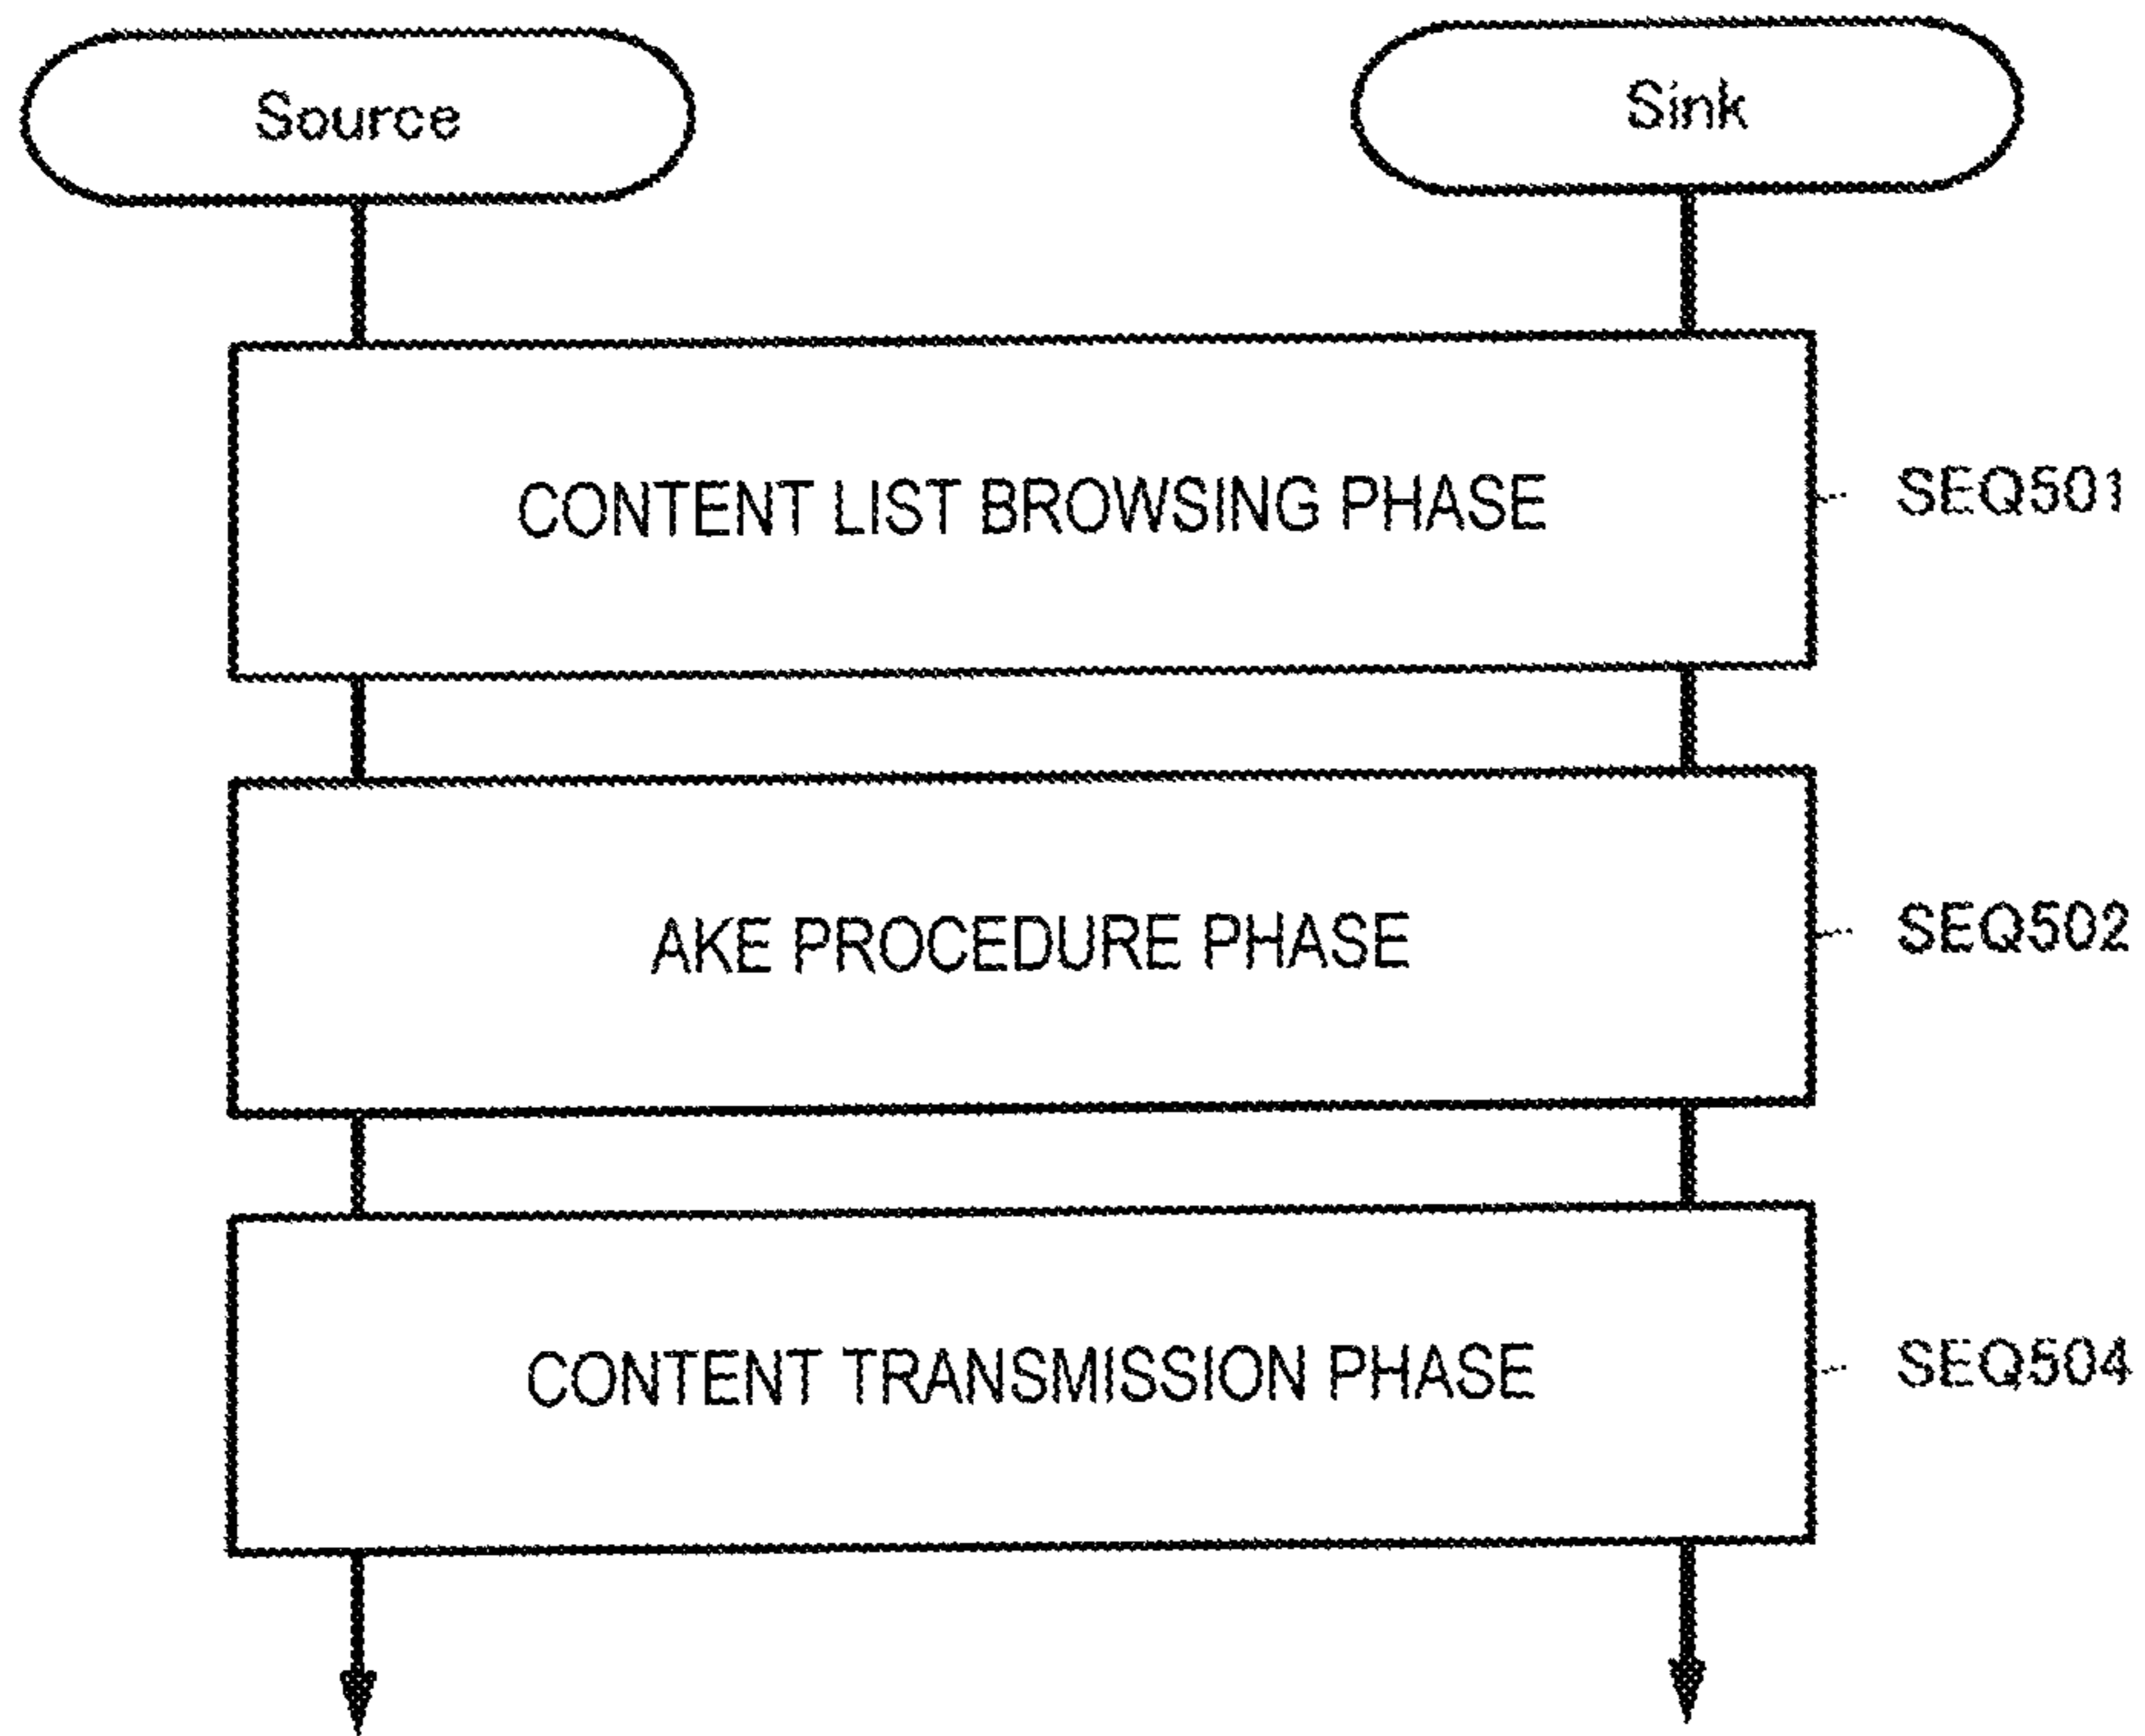 Source
Sink
CONTENT LIST BROWSING PHASE
SEQ501
AKE PROCEDURE PHASE
SEQ502
CONTENT TRANSMISSION PHASE
SEQ504